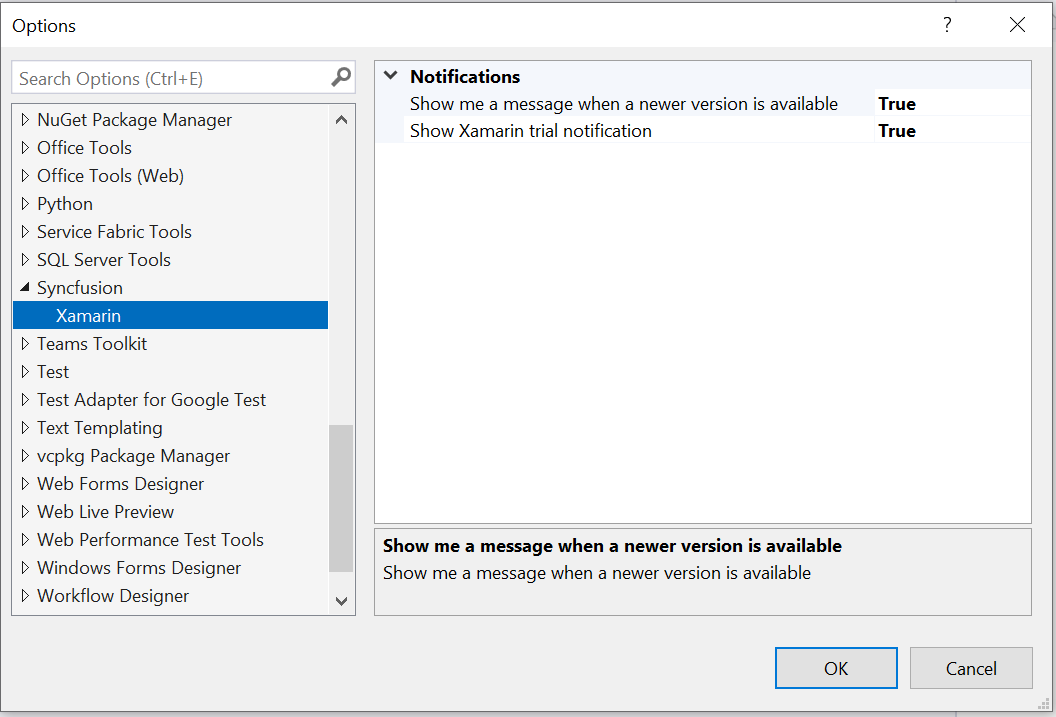 Options
?
Search Options (Ctrl+E)
NuGet Package Manager
Office Tools
Office Tools (Web)
Python
Service Fabric Tools
SQL Server Tools
Syncfusion
Xamarin
Teams Toolkit
Test
Test Adapter for Google Test
Text Templating
vcpkg Package Manager
Web Forms Designer
Web Live Preview
Web Performance Test Tools
Windows Forms Designer
Workflow Designer
Notifications
Show me a message when a newer version is available True
Show Xamarin trial notification True
Show me a message when a newer version is available
Show me a message when a newer version is available
OK Cancel